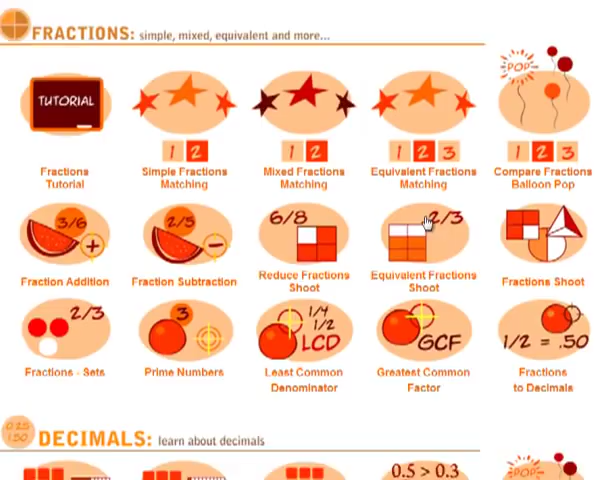 FRACTIONS: simple, mixed, equivalent and more...
POP
TUTORIAL
1 2
1 2
1 2 3
1 2 3
Fractions Tutorial
Simple Fractions Matching
Mixed Fractions Matching
Equivalent Fractions Matching
Compare Fractions Balloon Pop
3/6 +
2/5 -
6/8
2/3
Fraction Addition
Fraction Subtraction
Reduce Fractions Shoot
Equivalent Fractions Shoot
Fractions Shoot
2/3
3
1/4
1/2
LCD
GCF
1/2 = .50
Fractions - Sets
Prime Numbers
Least Common Denominator
Greatest Common Factor
Fractions to Decimals
0.25
1.50
DECIMALS: learn about decimals
0.5 > 0.3
POP